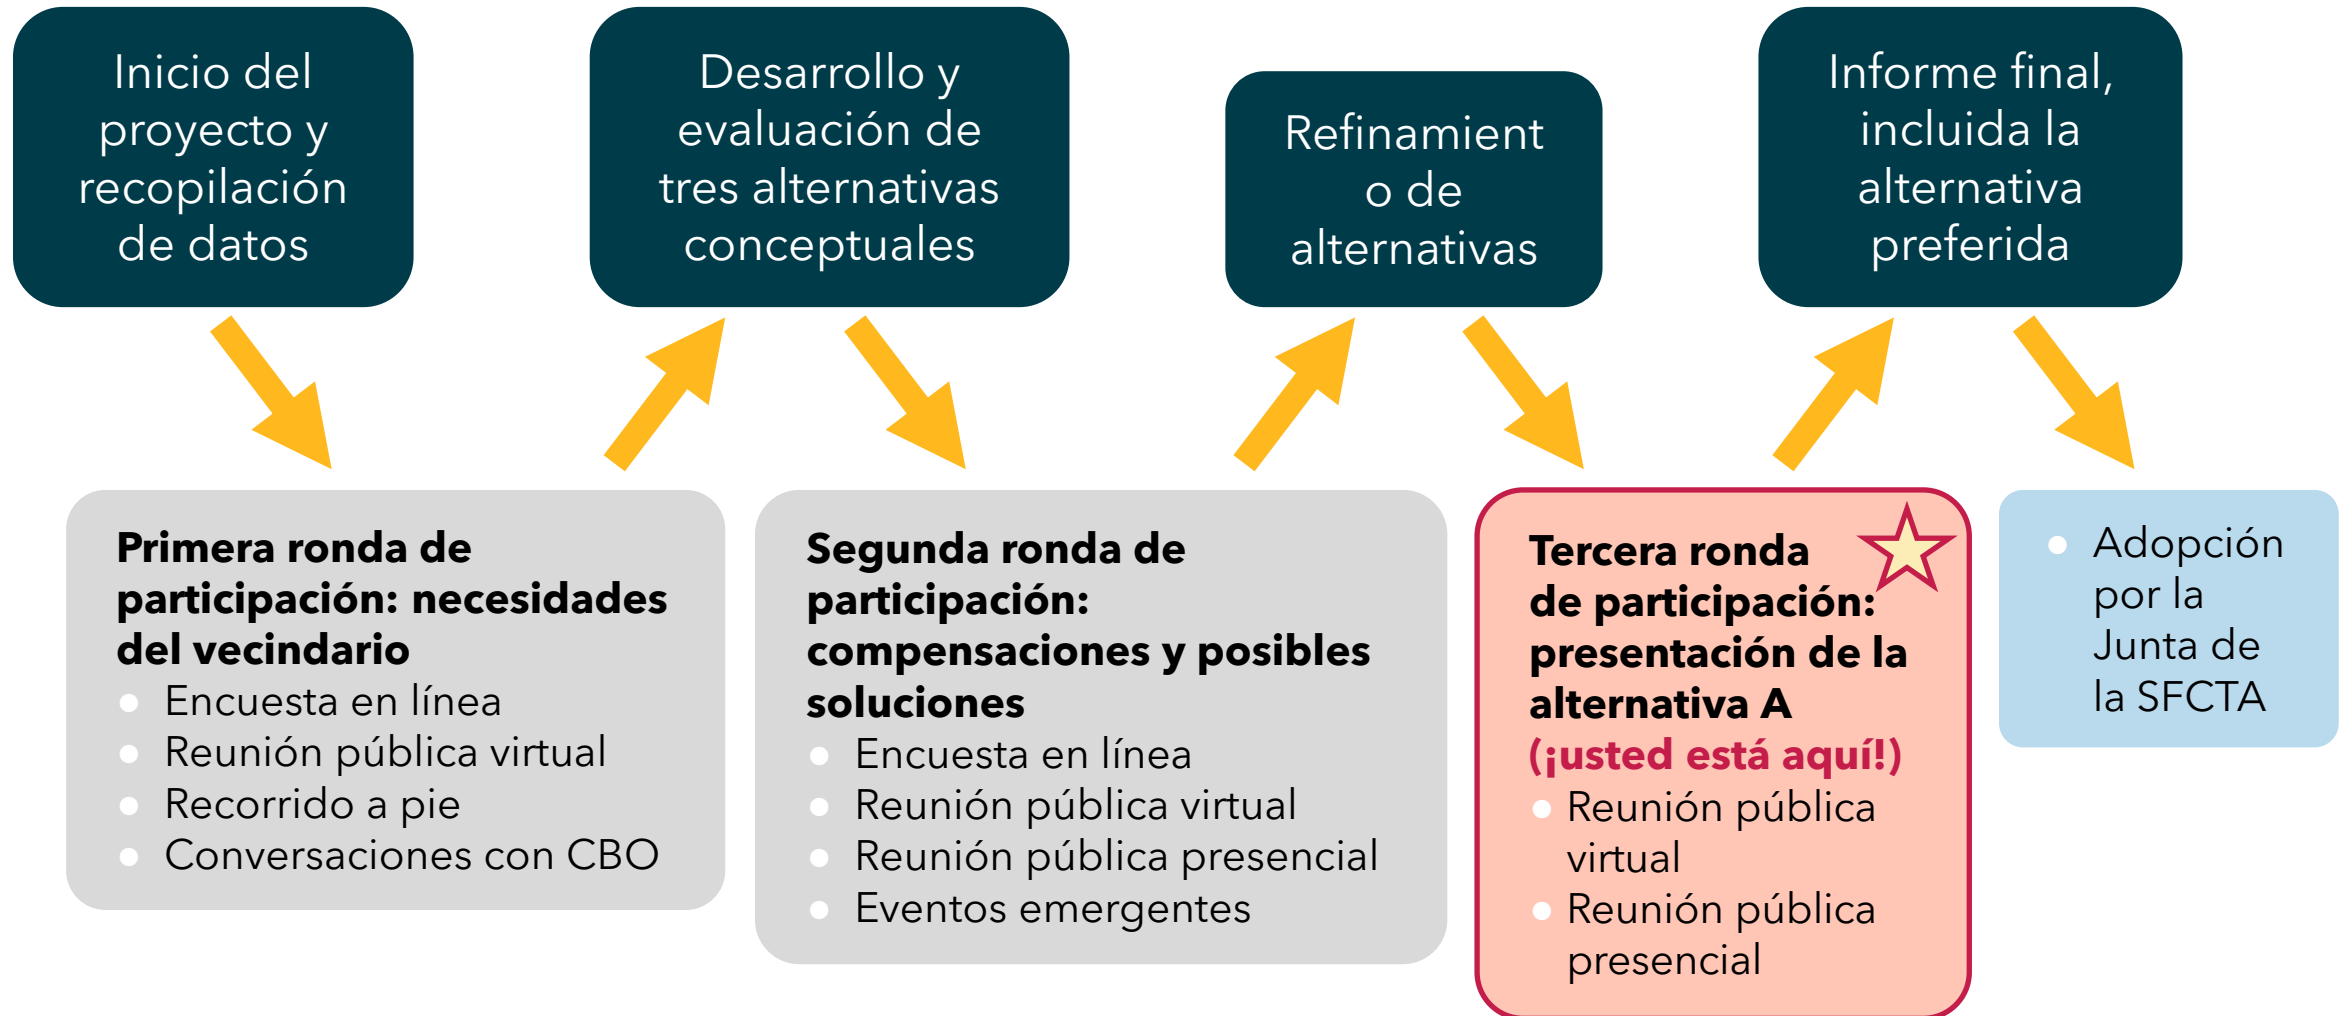 Inicio del
proyecto y
recopilación
de datos
Desarrollo y
evaluación de
tres alternativas
conceptuales
Refinamient
o de
alternativas
Informe final,
incluida la
alternativa
preferida
Primera ronda de
participación: necesidades
del vecindario
Encuesta en línea
Reunión pública virtual
Recorrido a pie
Conversaciones con CBO
Segunda ronda de
participación:
compensaciones y posibles
soluciones
Encuesta en línea
Reunión pública virtual
Reunión pública presencial
Eventos emergentes
Tercera ronda
de participación:
presentación de la
alternativa A
(¡usted está aquí!)
Reunión pública
virtual
Reunión pública
presencial
Adopción
por la
Junta de
la SFCTA